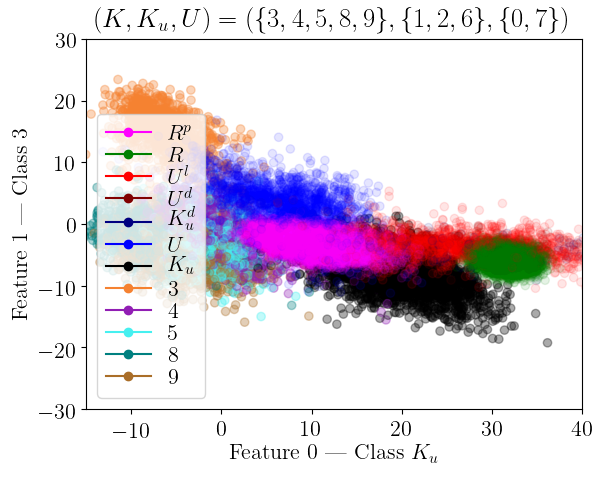 (K, K_u, U) = ({3, 4, 5, 8, 9}, {1, 2, 6}, {0, 7})
30
20
10
0
−10
−20
−30
Feature 1 — Class 3
R^p
R
U^l
U^d
K_u^d
U
K_u
3
4
5
8
9
−10
0
10
20
30
40
Feature 0 — Class K_u